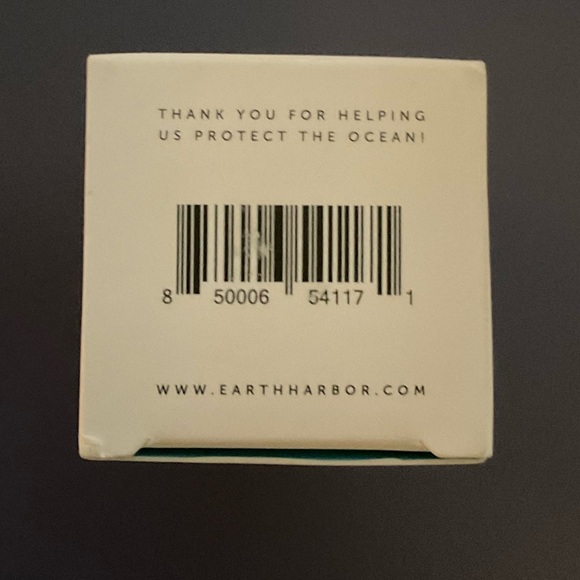 THANK YOU FOR HELPING
US PROTECT THE OCEAN!
8 50006 54117 1
WWW.EARTHHARBOR.COM